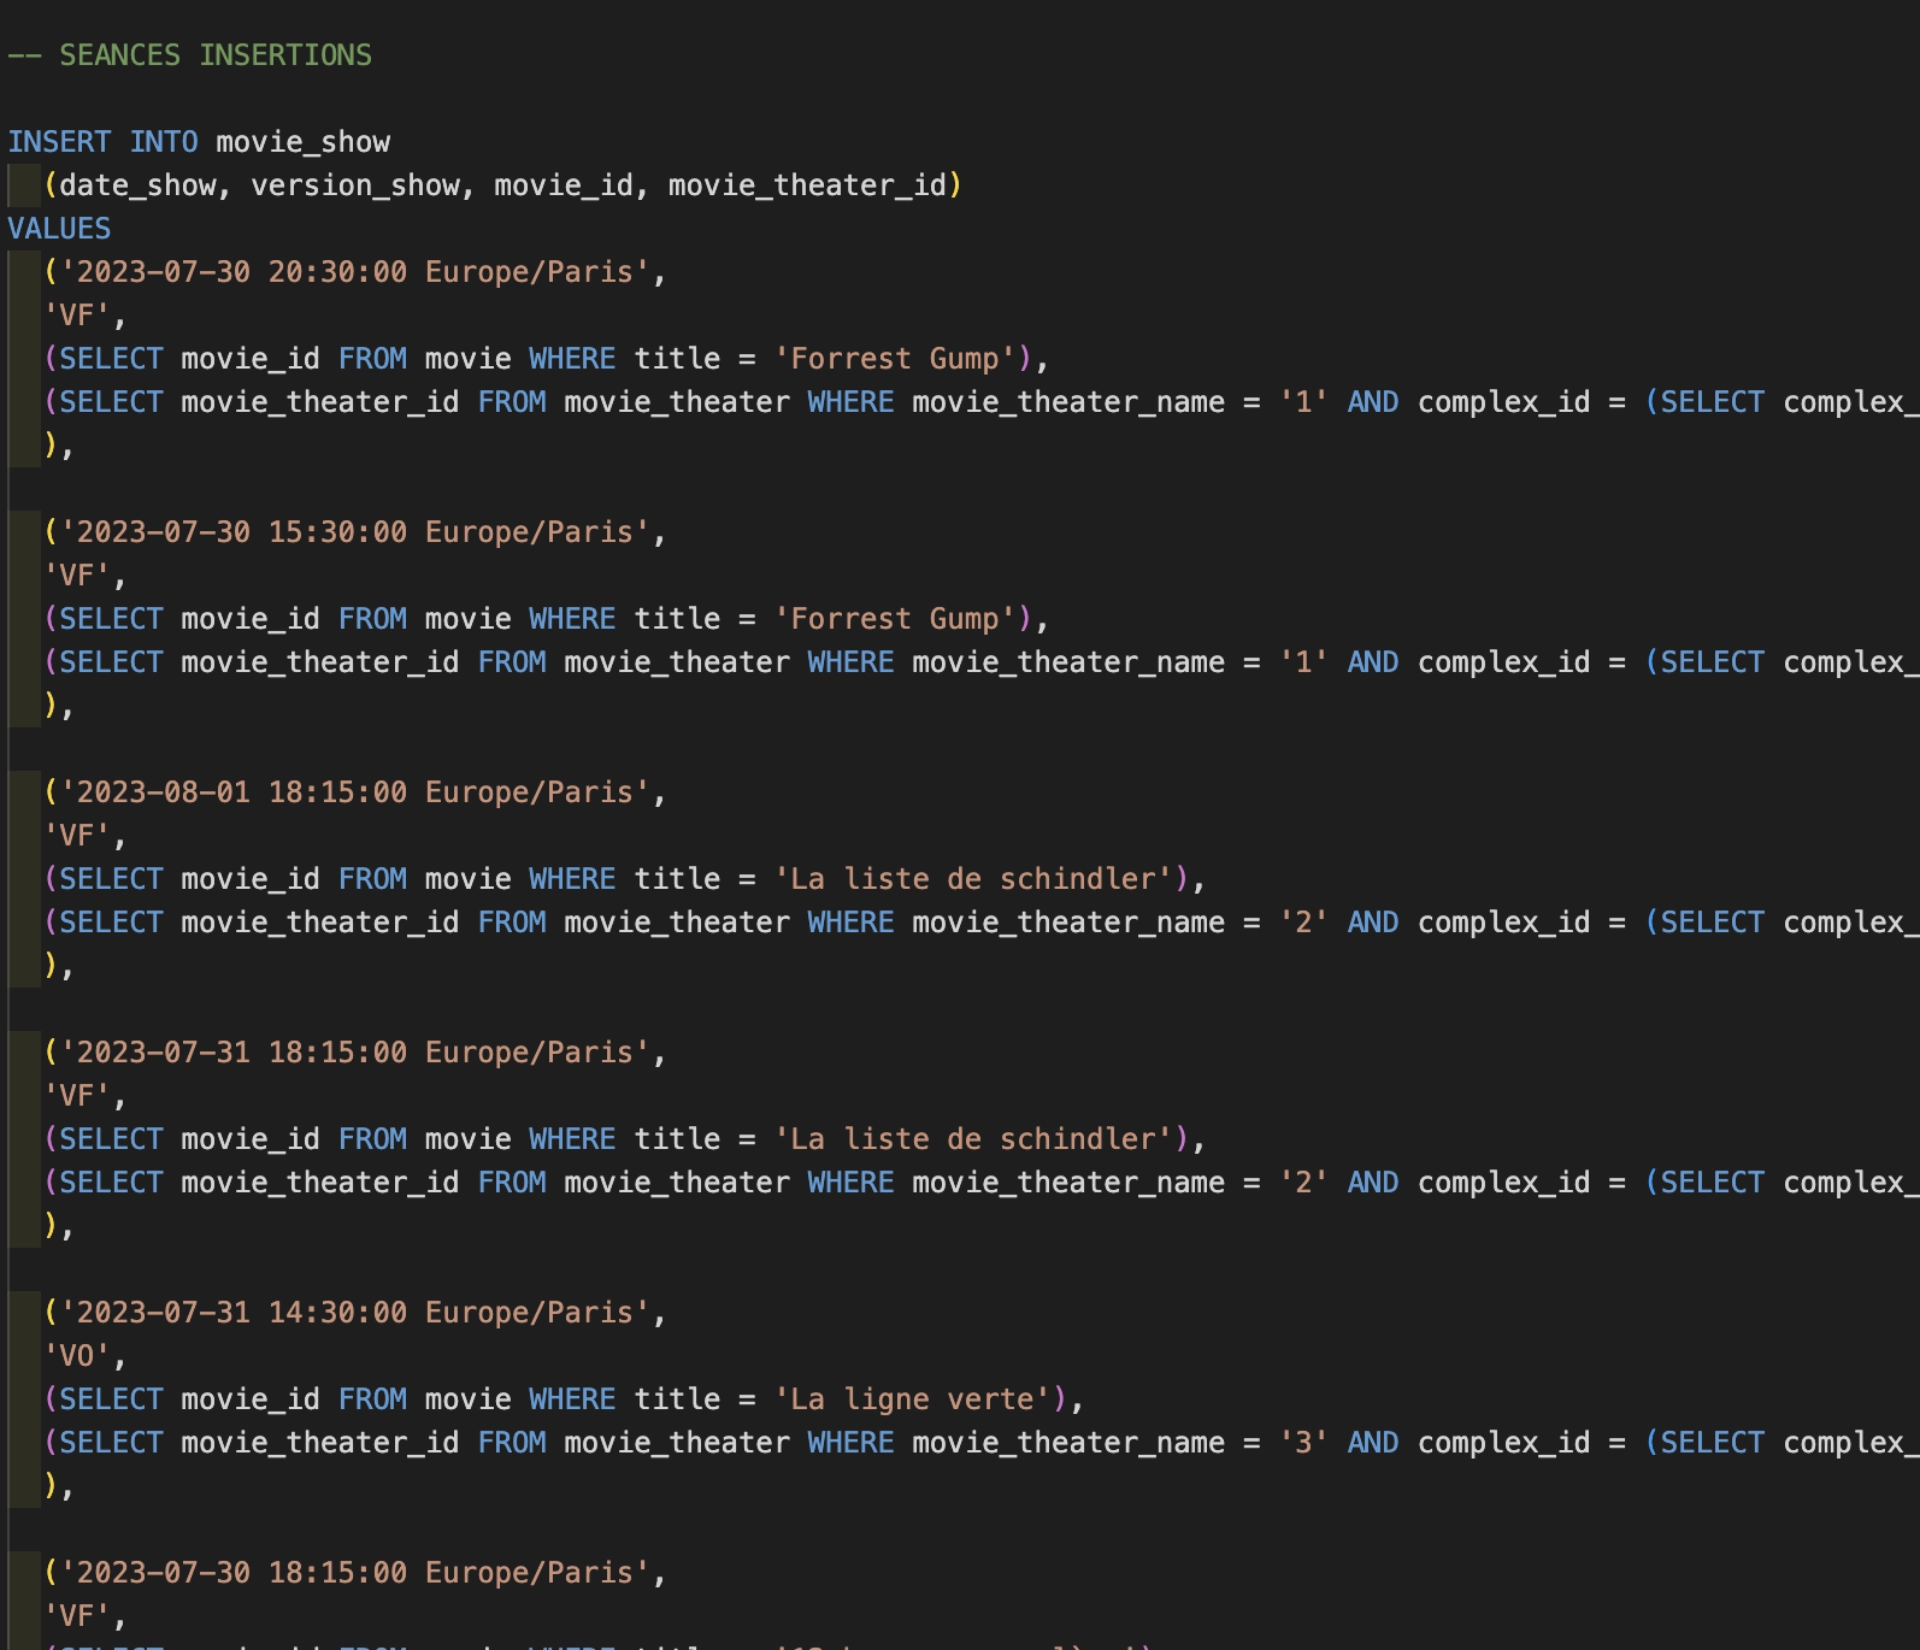 -- SEANCES INSERTIONS
INSERT INTO movie_show
(date_show, version_show, movie_id, movie_theater_id)
VALUES
('2023-07-30 20:30:00 Europe/Paris',
'VF',
(SELECT movie_id FROM movie WHERE title = 'Forrest Gump'),
(SELECT movie_theater_id FROM movie_theater WHERE movie_theater_name = '1' AND complex_id = (SELECT complex_
),
('2023-07-30 15:30:00 Europe/Paris',
'VF',
(SELECT movie_id FROM movie WHERE title = 'Forrest Gump'),
(SELECT movie_theater_id FROM movie_theater WHERE movie_theater_name = '1' AND complex_id = (SELECT complex_
),
('2023-08-01 18:15:00 Europe/Paris',
'VF',
(SELECT movie_id FROM movie WHERE title = 'La liste de schindler'),
(SELECT movie_theater_id FROM movie_theater WHERE movie_theater_name = '2' AND complex_id = (SELECT complex_
),
('2023-07-31 18:15:00 Europe/Paris',
'VF',
(SELECT movie_id FROM movie WHERE title = 'La liste de schindler'),
(SELECT movie_theater_id FROM movie_theater WHERE movie_theater_name = '2' AND complex_id = (SELECT complex_
),
('2023-07-31 14:30:00 Europe/Paris',
'VO',
(SELECT movie_id FROM movie WHERE title = 'La ligne verte'),
(SELECT movie_theater_id FROM movie_theater WHERE movie_theater_name = '3' AND complex_id = (SELECT complex_
),
('2023-07-30 18:15:00 Europe/Paris',
'VF',